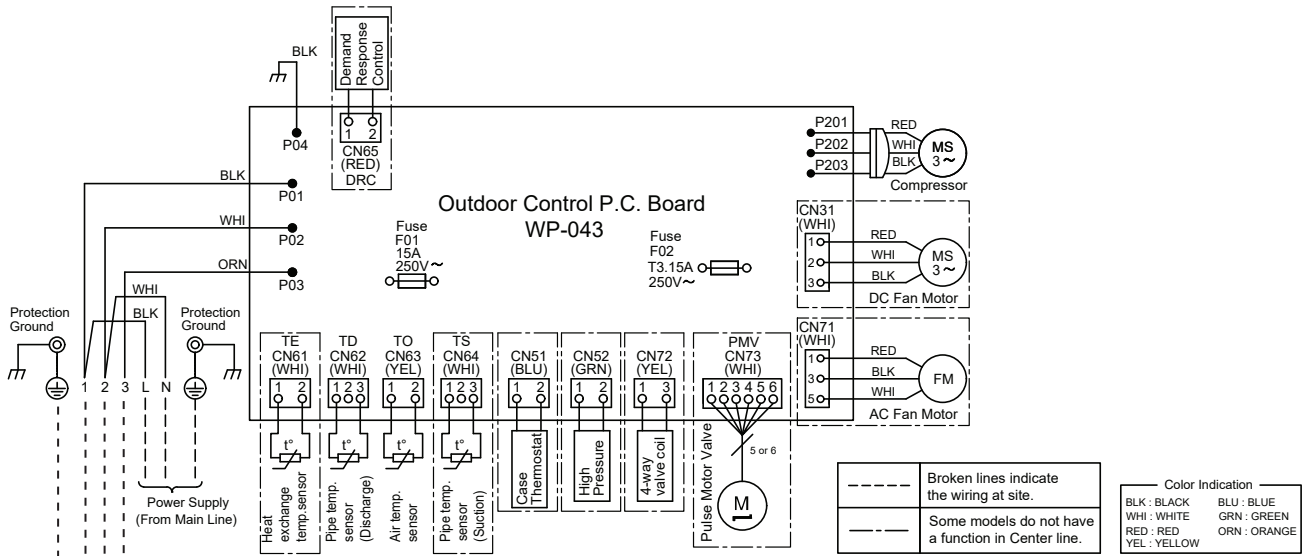 BLK
Demand
Response
Control
1 2
CN65
(RED)
DRC
P04
BLK
P01
WHI
P02
ORN
P03
WHI
BLK
Outdoor Control P.C. Board
WP-043
Fuse
F01
15A
250V～
Fuse
F02
T3.15A
250V～
P201
P202
P203
RED
WHI
BLK
MS
3～
Compressor
CN31
(WHI)
1
2
3
RED
WHI
BLK
MS
3～
DC Fan Motor
CN71
(WHI)
1
3
5
RED
BLK
WHI
FM
AC Fan Motor
Protection
Ground
Protection
Ground
1 2 3 L N
Power Supply
(From Main Line)
TE
CN61
(WHI)
1 2
t°
Heat
exchange
temp.sensor
TD
CN62
(WHI)
1 2 3
t°
Pipe temp.
sensor
(Discharge)
TO
CN63
(YEL)
1 2
t°
Air temp.
sensor
TS
CN64
(WHI)
1 2 3
t°
Pipe temp.
sensor
(Suction)
CN51
(BLU)
1 2
Case
Thermostat
CN52
(GRN)
1 2
High
Pressure
CN72
(YEL)
1 3
4-way
valve coil
PMV
CN73
(WHI)
1 2 3 4 5 6
5 or 6
Pulse Motor Valve
M
Broken lines indicate
the wiring at site.
Some models do not have
a function in Center line.
Color Indication
BLK : BLACK BLU : BLUE
WHI : WHITE GRN : GREEN
RED : RED ORN : ORANGE
YEL : YELLOW